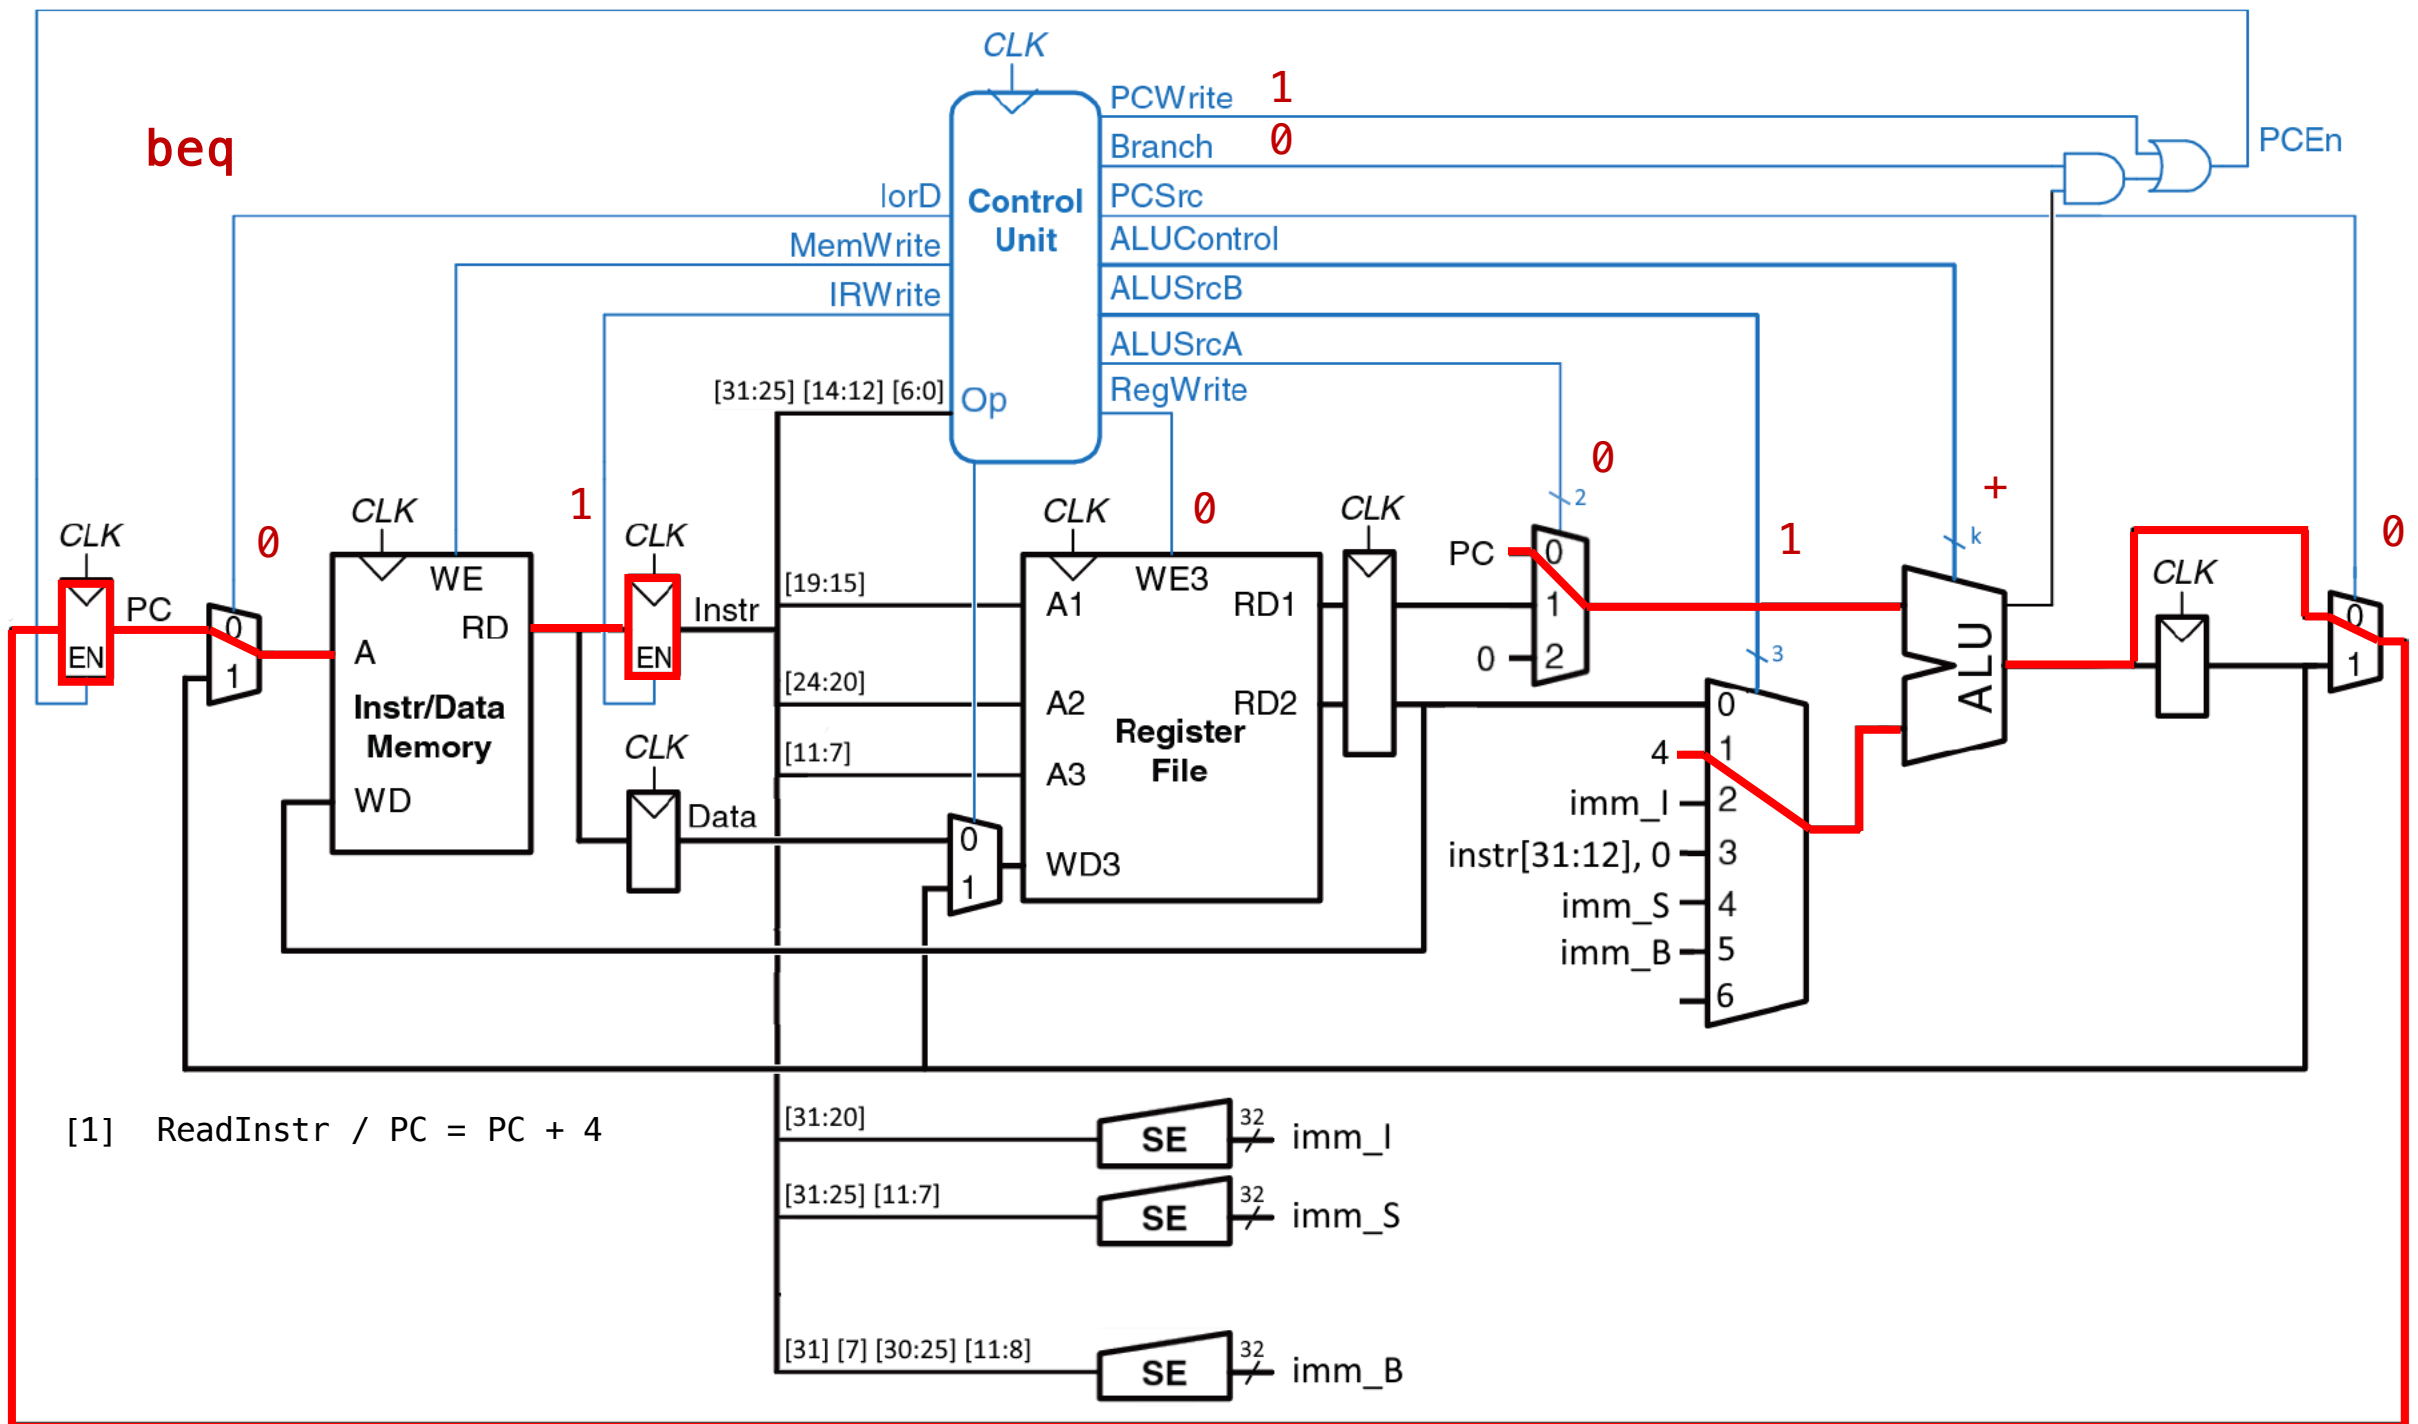 CLK
PCWrite 1
Branch 0
PCEn
beq
IorD
Control
Unit
PCSrc
MemWrite
ALUControl
IRWrite
ALUSrcB
ALUSrcA
[31:25] [14:12] [6:0]
Op
RegWrite
0
2
+
1
CLK
0
CLK
CLK
1
CLK
0
CLK
3
k
0
CLK
WE
WE3
PC
0
1
2
0
PC
0
1
EN
A
RD
Instr/Data
Memory
WD
EN
Instr
[19:15]
[24:20]
[11:7]
A1
A2
A3
RD1
RD2
Register
File
WD3
CLK
Data
0
1
4
imm_I
instr[31:12], 0
imm_S
imm_B
0
1
2
3
4
5
6
ALU
CLK
0
1
[1] ReadInstr / PC = PC + 4
[31:20]
SE
32
imm_I
[31:25] [11:7]
SE
32
imm_S
[31] [7] [30:25] [11:8]
SE
32
imm_B